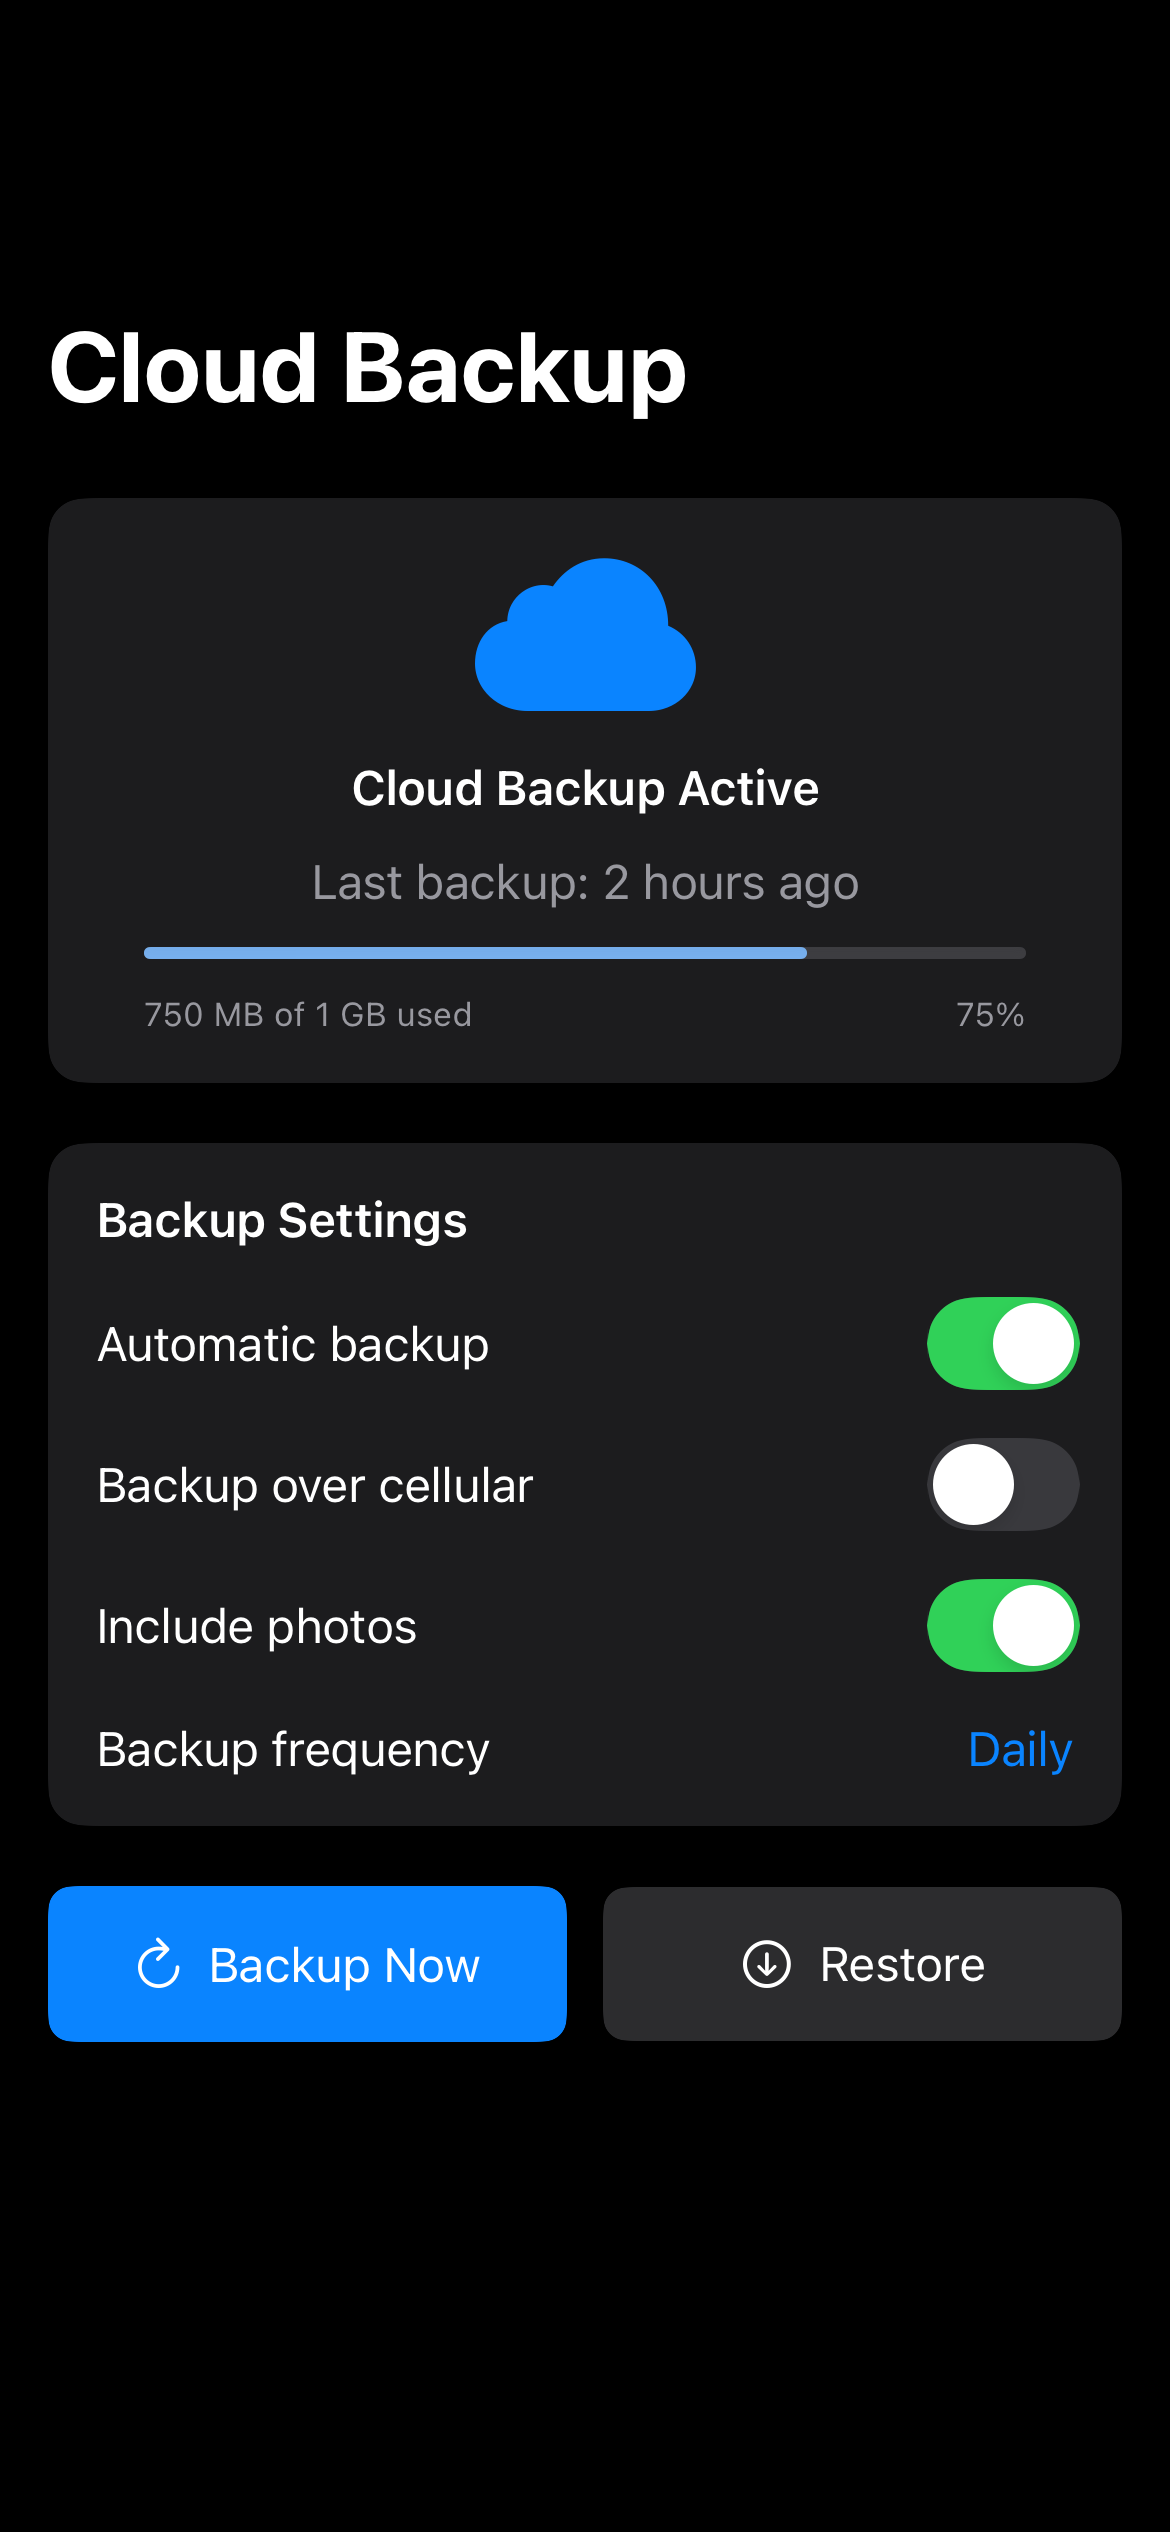 Cloud Backup
Cloud Backup Active
Last backup: 2 hours ago
750 MB of 1 GB used 75%
Backup Settings
Automatic backup
Backup over cellular
Include photos
Backup frequency Daily
Backup Now Restore